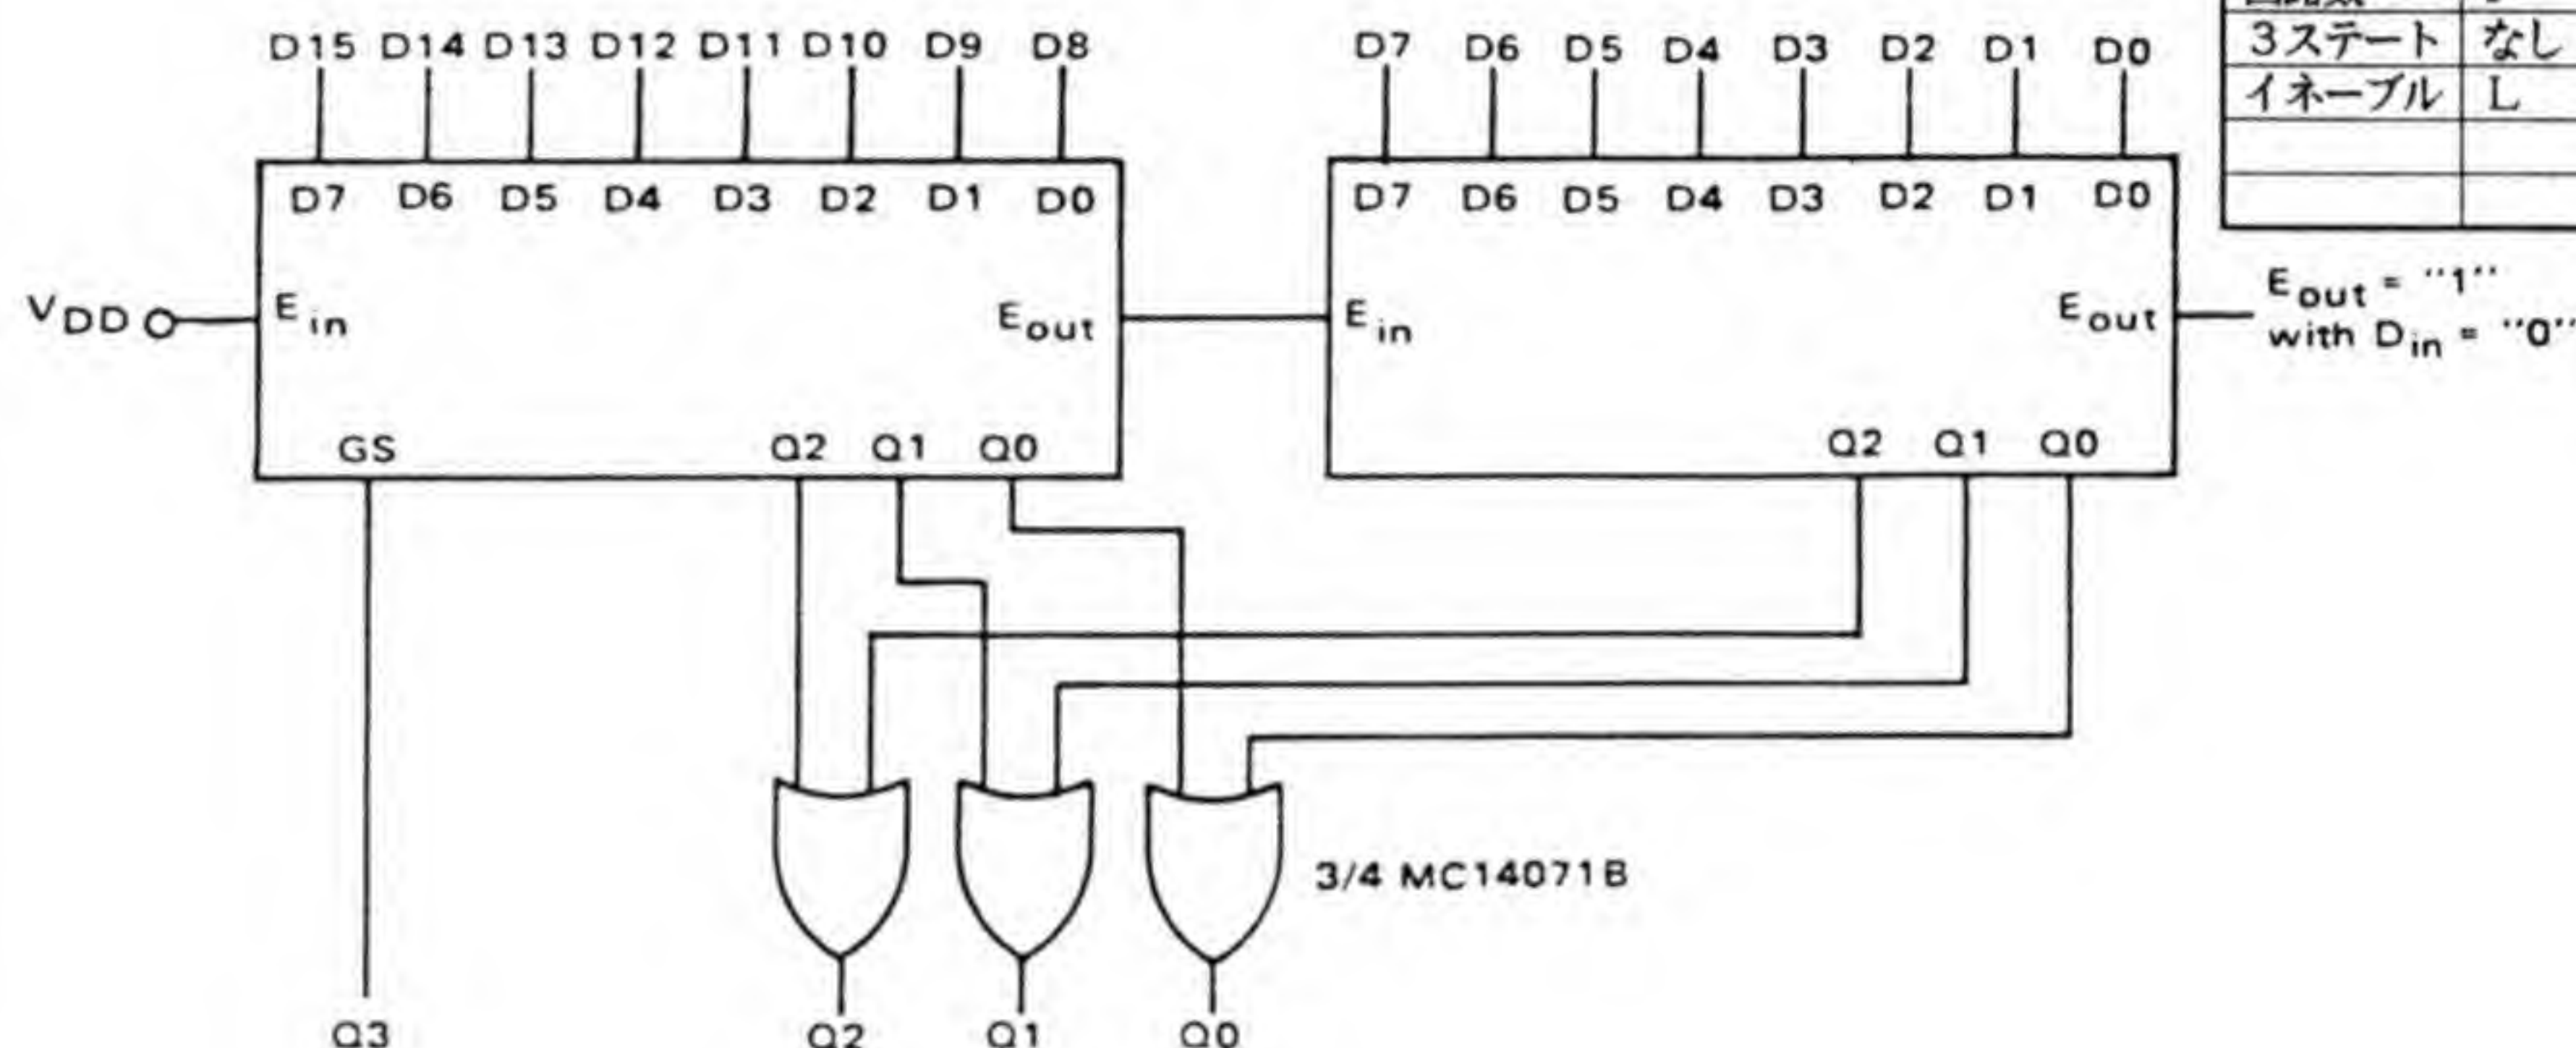 D15 D14 D13 D12 D11 D10 D9 D8
D7 D6 D5 D4 D3 D2 D1 D0
3ステート なし
イネーブル L
D7 D6 D5 D4 D3 D2 D1 D0
D7 D6 D5 D4 D3 D2 D1 D0
VDD
Ein
Eout
Ein
Eout
Eout = "1"
with Din = "0"
GS Q2 Q1 Q0
Q2 Q1 Q0
3/4 MC14071B
Q3 Q2 Q1 Q0